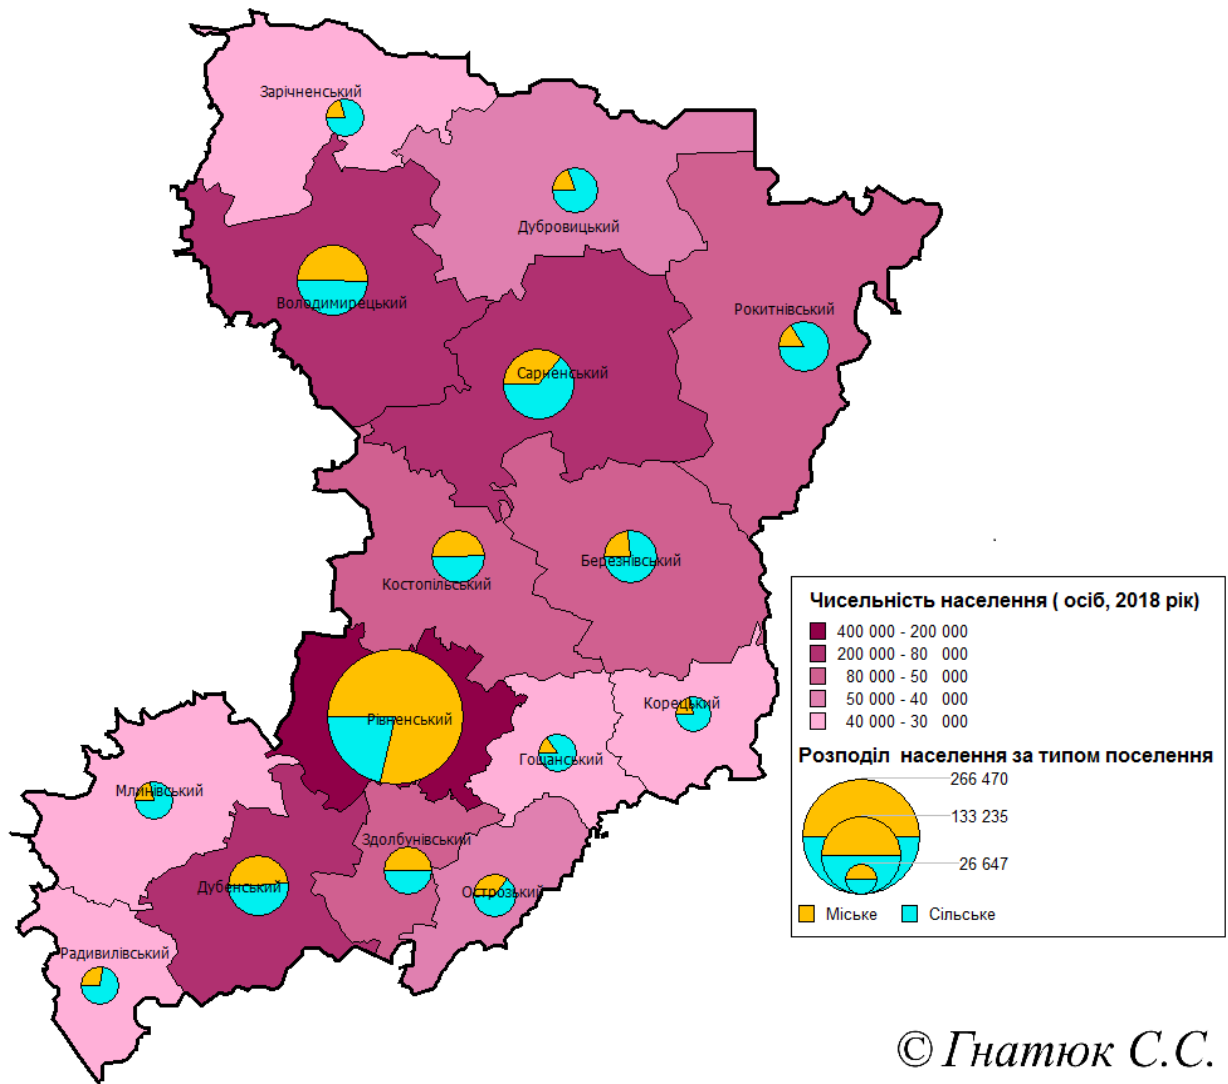 Зарічненський
Дубровицький
Володимирецький
Рокитнівський
Сарненський
Березнівський
Костопільський
Чисельність населення ( осіб, 2018 рік)
400 000 - 200 000
200 000 - 80 000
80 000 - 50 000
50 000 - 40 000
40 000 - 30 000
Корецький
Рівненський
Гощанський
Розподіл населення за типом поселення
266 470
133 235
26 647
Міське
Сільське
Млинівський
Здолбунівський
Дубенський
Острозький
Радивилівський
© Гнатюк С.С.